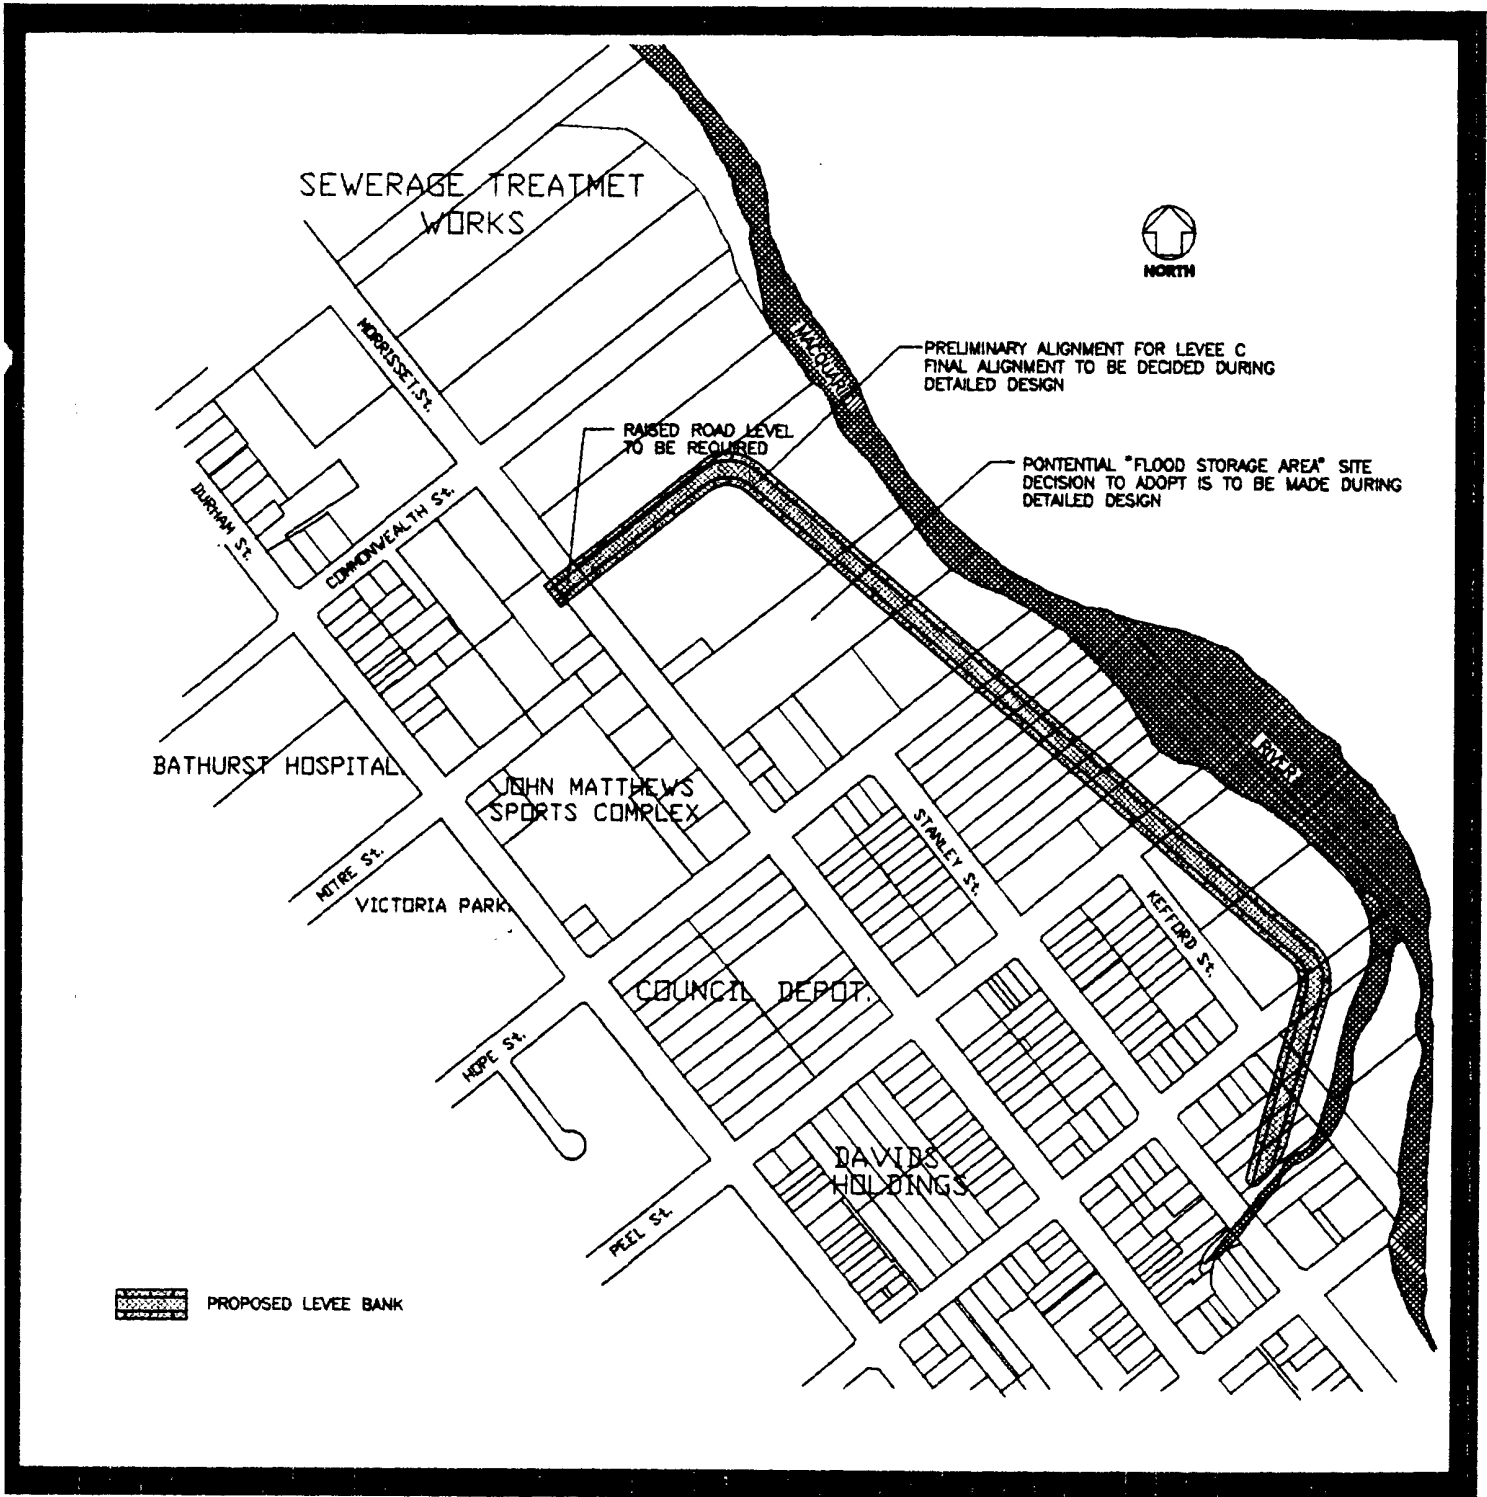 SEWERAGE TREATMET
WORKS
NORTH
MORRISSET.St.
MACQUARIE
PRELIMINARY ALIGNMENT FOR LEVEE C
FINAL ALIGNMENT TO BE DECIDED DURING
DETAILED DESIGN
RAISED ROAD LEVEL
TO BE REQUIRED
PONTENTIAL "FLOOD STORAGE AREA" SITE
DECISION TO ADOPT IS TO BE MADE DURING
DETAILED DESIGN
DURHAM St.
COMMONWEALTH St.
BATHURST HOSPITAL.
JOHN MATTHEWS
SPORTS COMPLEX
RIVER
STANLEY St.
MITRE St.
VICTORIA PARK.
KEFFORD St.
COUNCIL DEPOT.
HOPE St.
DAVIDS
HOLDINGS
PEEL St.
PROPOSED LEVEE BANK